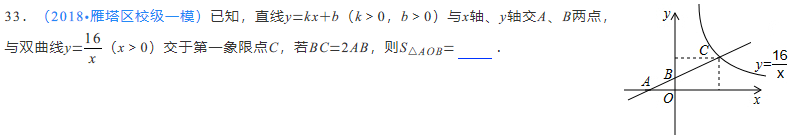 33．（2018•雁塔区校级一模）已知，直线y=kx+b（k＞0，b＞0）与x轴、y轴交A、B两点，
与双曲线y=16/x（x＞0）交于第一象限点C，若BC=2AB，则S△AOB=____．
y
C
y=16/x
B
A
O
x